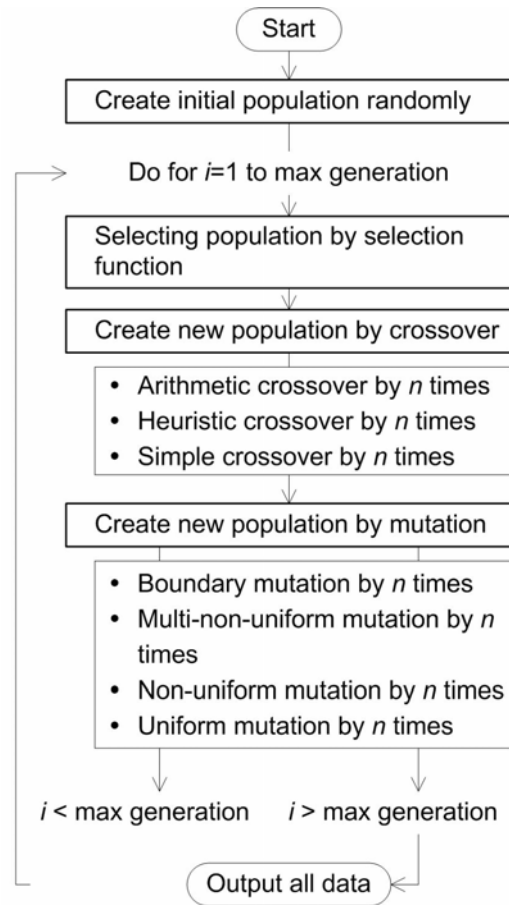 Start
Create initial population randomly
Do for i=1 to max generation
Selecting population by selection
function
Create new population by crossover
• Arithmetic crossover by n times
• Heuristic crossover by n times
• Simple crossover by n times
Create new population by mutation
• Boundary mutation by n times
• Multi-non-uniform mutation by n
times
• Non-uniform mutation by n times
• Uniform mutation by n times
i < max generation
i > max generation
Output all data